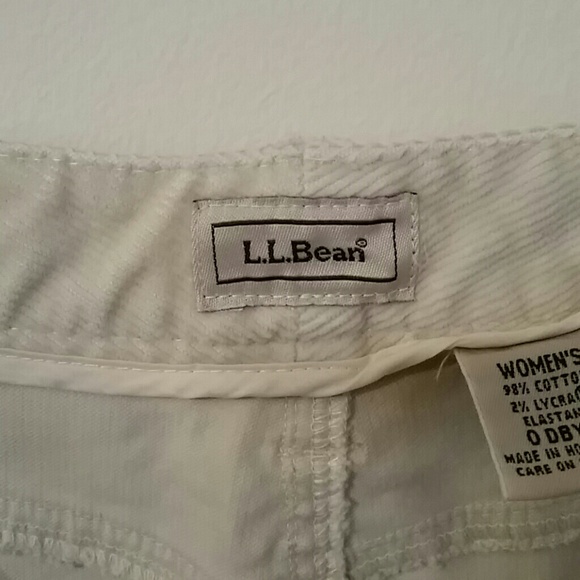 L.L.Bean®
WOMEN'S
98% COTTO
2% LYCRA
ELASTAN
0 DBY
MADE IN HO
CARE ON